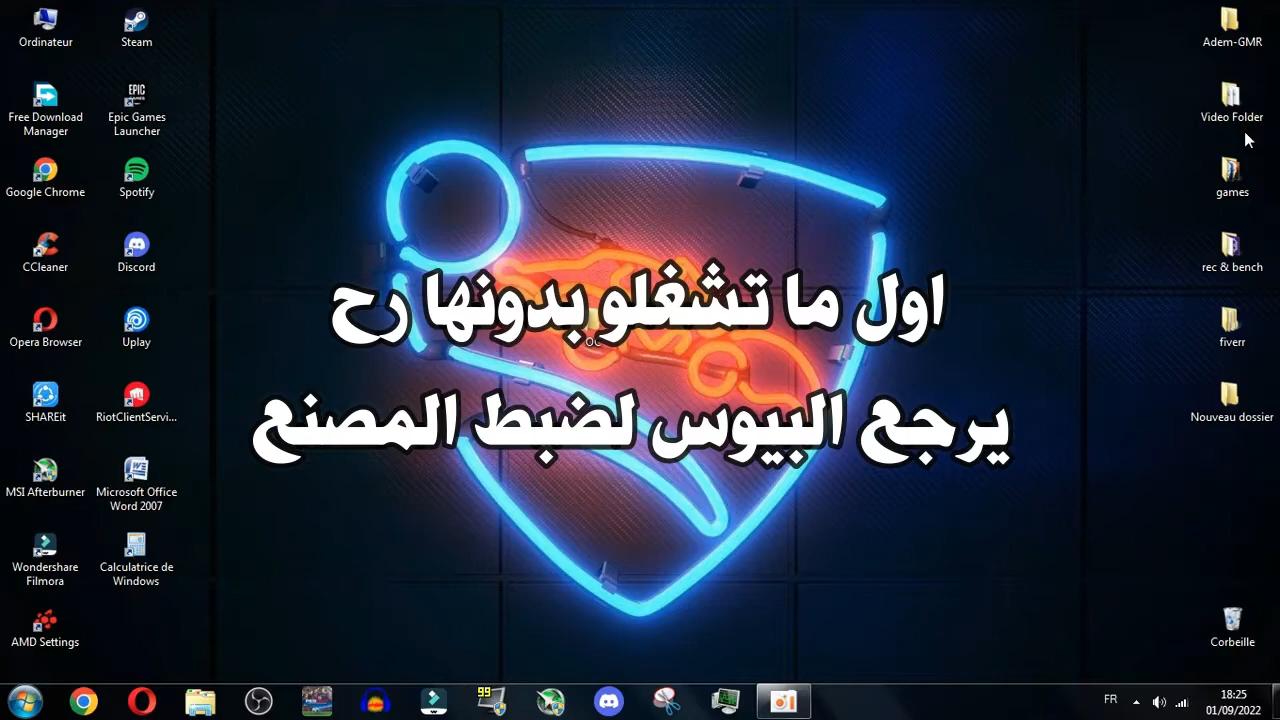 Ordinateur
Steam
Adem-GMR
Free Download
Manager
EPIC
GAMES
Epic Games
Launcher
Video Folder
Google Chrome
Spotify
games
CCleaner
Discord
rec & bench
اول ما تشغلو بدونها رح
يرجع البيوس لضبط المصنع
Opera Browser
Uplay
fiverr
SHAREit
RiotClientServi...
Nouveau dossier
MSI Afterburner
Microsoft Office
Word 2007
Wondershare
Filmora
Calculatrice de
Windows
AMD Settings
Corbeille
99
FR
18:25
01/09/2022